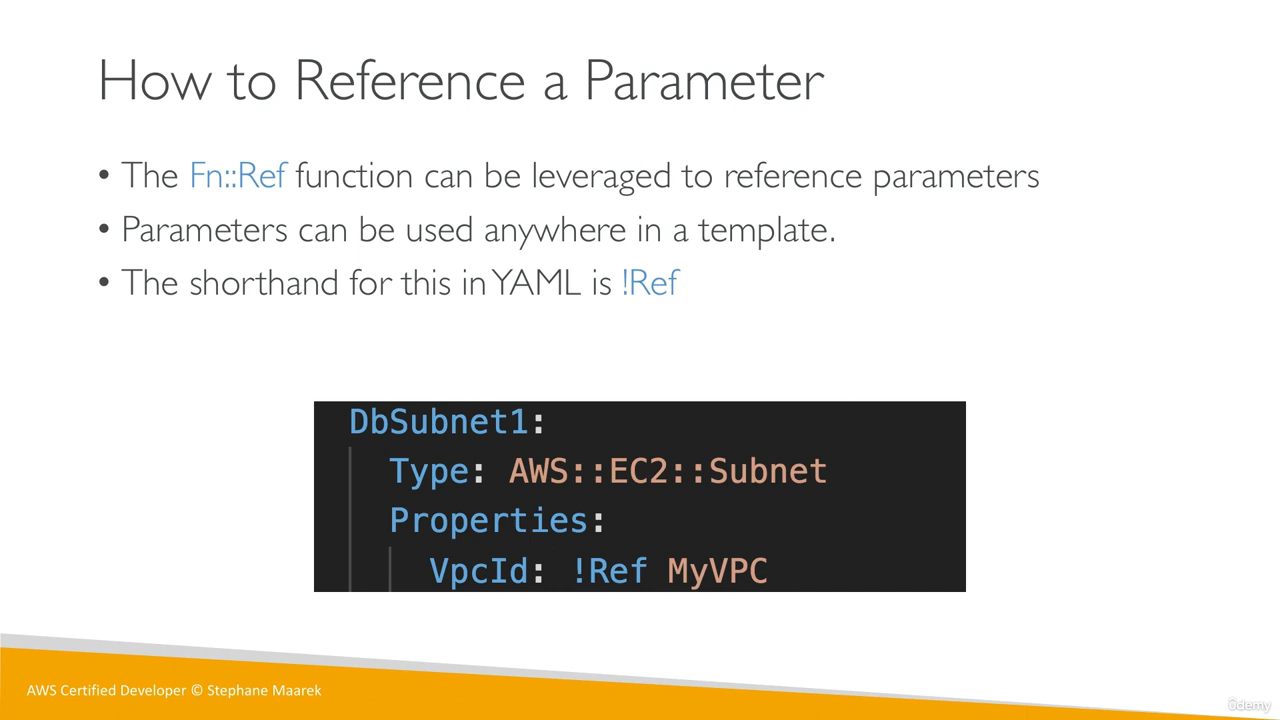 How to Reference a Parameter
• The Fn::Ref function can be leveraged to reference parameters
• Parameters can be used anywhere in a template.
• The shorthand for this in YAML is !Ref
DbSubnet1:
Type: AWS::EC2::Subnet
Properties:
VpcId: !Ref MyVPC
AWS Certified Developer © Stephane Maarek
ûdemy